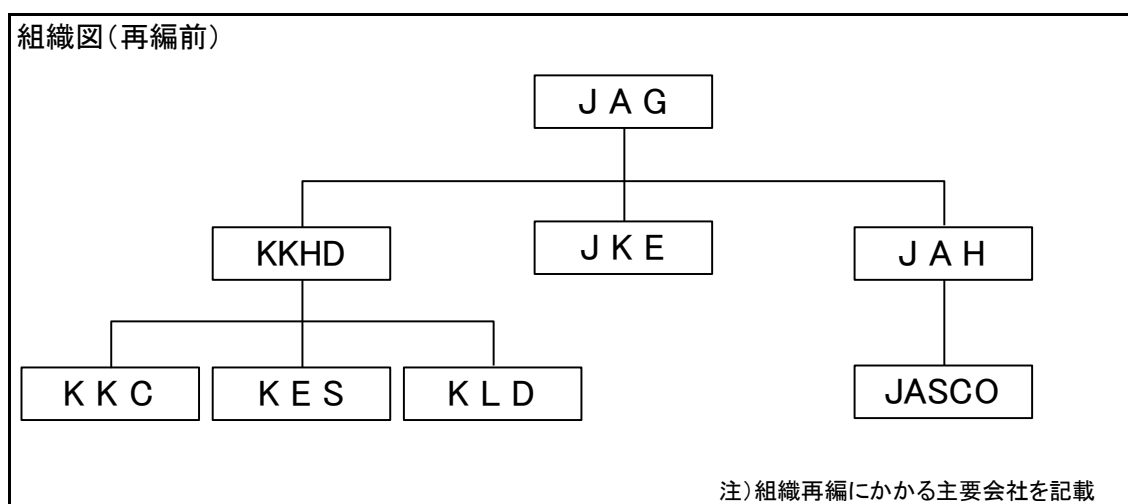 組織図（再編前）
ＪＡＧ
KKHD
ＪＫＥ
ＪＡＨ
ＫＫＣ
ＫＥＳ
ＫＬＤ
JASCO
注）組織再編にかかる主要会社を記載